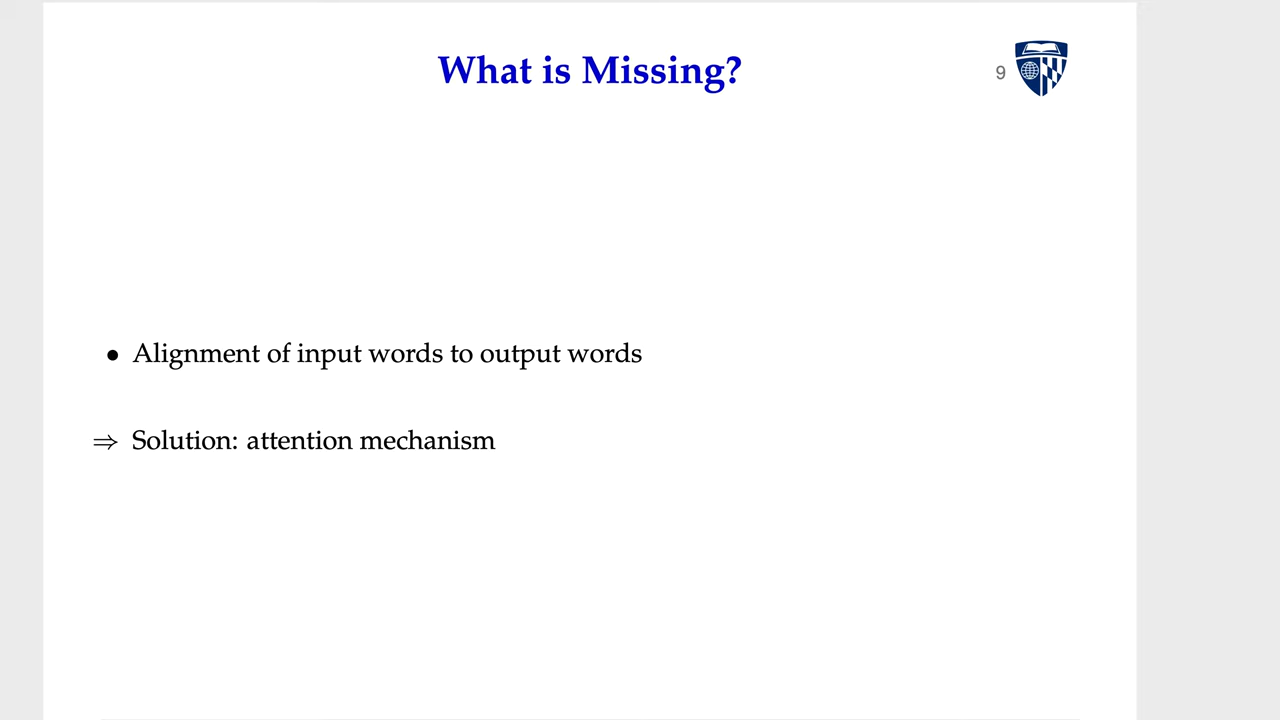 What is Missing?
9
• Alignment of input words to output words
⇒ Solution: attention mechanism